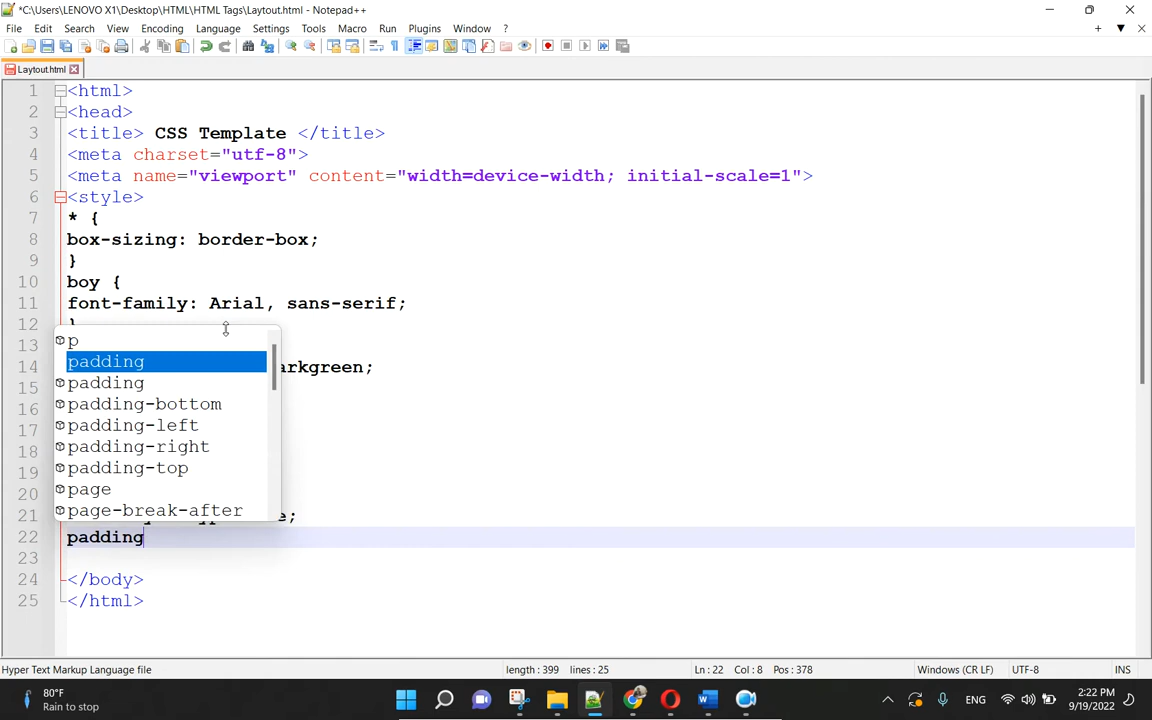 *C:\Users\LENOVO X1\Desktop\HTML\HTML Tags\Laytout.html - Notepad++
File Edit Search View Encoding Language Settings Tools Macro Run Plugins Window ?
Laytout.html
1 <html>
2 <head>
3 <title> CSS Template </title>
4 <meta charset="utf-8">
5 <meta name="viewport" content="width=device-width; initial-scale=1">
6 <style>
7 * {
8 box-sizing: border-box;
9 }
10 boy {
11 font-family: Arial, sans-serif;
12 }
13
14 arkgreen;
15
16
17
18
19
20
21 e;
22 padding
23
24 </body>
25 </html>
p
padding
padding
padding-bottom
padding-left
padding-right
padding-top
page
page-break-after
Hyper Text Markup Language file length : 399 lines : 25 Ln : 22 Col : 8 Pos : 378 Windows (CR LF) UTF-8 INS
80°F
Rain to stop
ENG
2:22 PM
9/19/2022